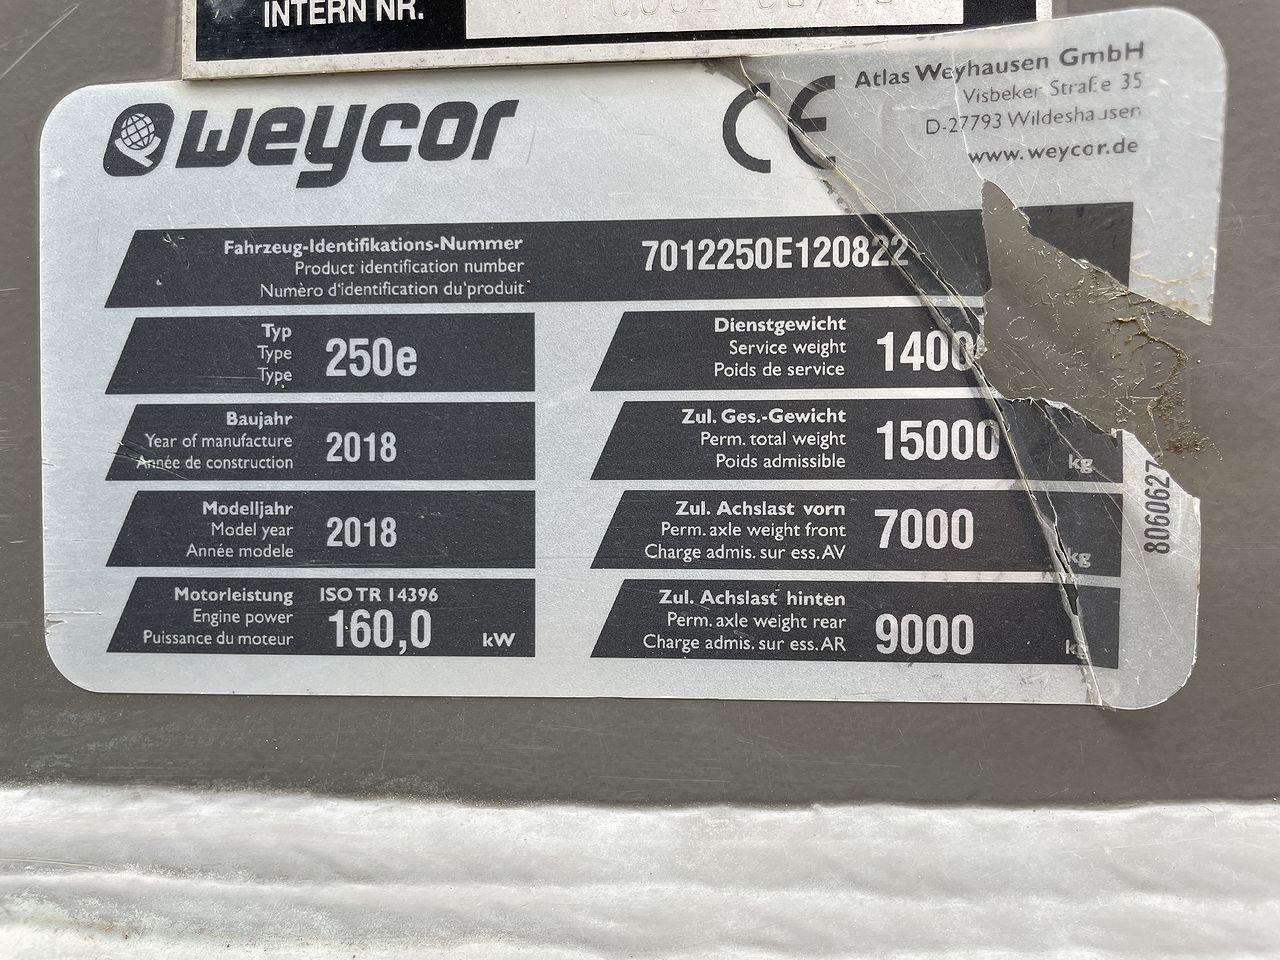 INTERN NR.
weycor
CE
Atlas Weyhausen GmbH
Visbeker Straße 35
D-27793 Wildeshausen
www.weycor.de
Fahrzeug-Identifikations-Nummer
Product identification number
Numèro d'identification du'produit
7012250E120822
Typ
Type
Type
250e
Dienstgewicht
Service weight
Poids de service
Baujahr
Year of manufacture
Année de construction
2018
Zul. Ges.-Gewicht
Perm. total weight
Poids admissible
15000
kg
Modelljahr
Model year
Année modele
2018
Zul. Achslast vorn
Perm. axle weight front
Charge admis. sur ess. AV
7000
kg
Motorleistung
Engine power
Puissance du moteur
ISO TR 14396
160,0
kW
Zul. Achslast hinten
Perm. axle weight rear
Charge admis. sur ess. AR
9000
kg
8060627